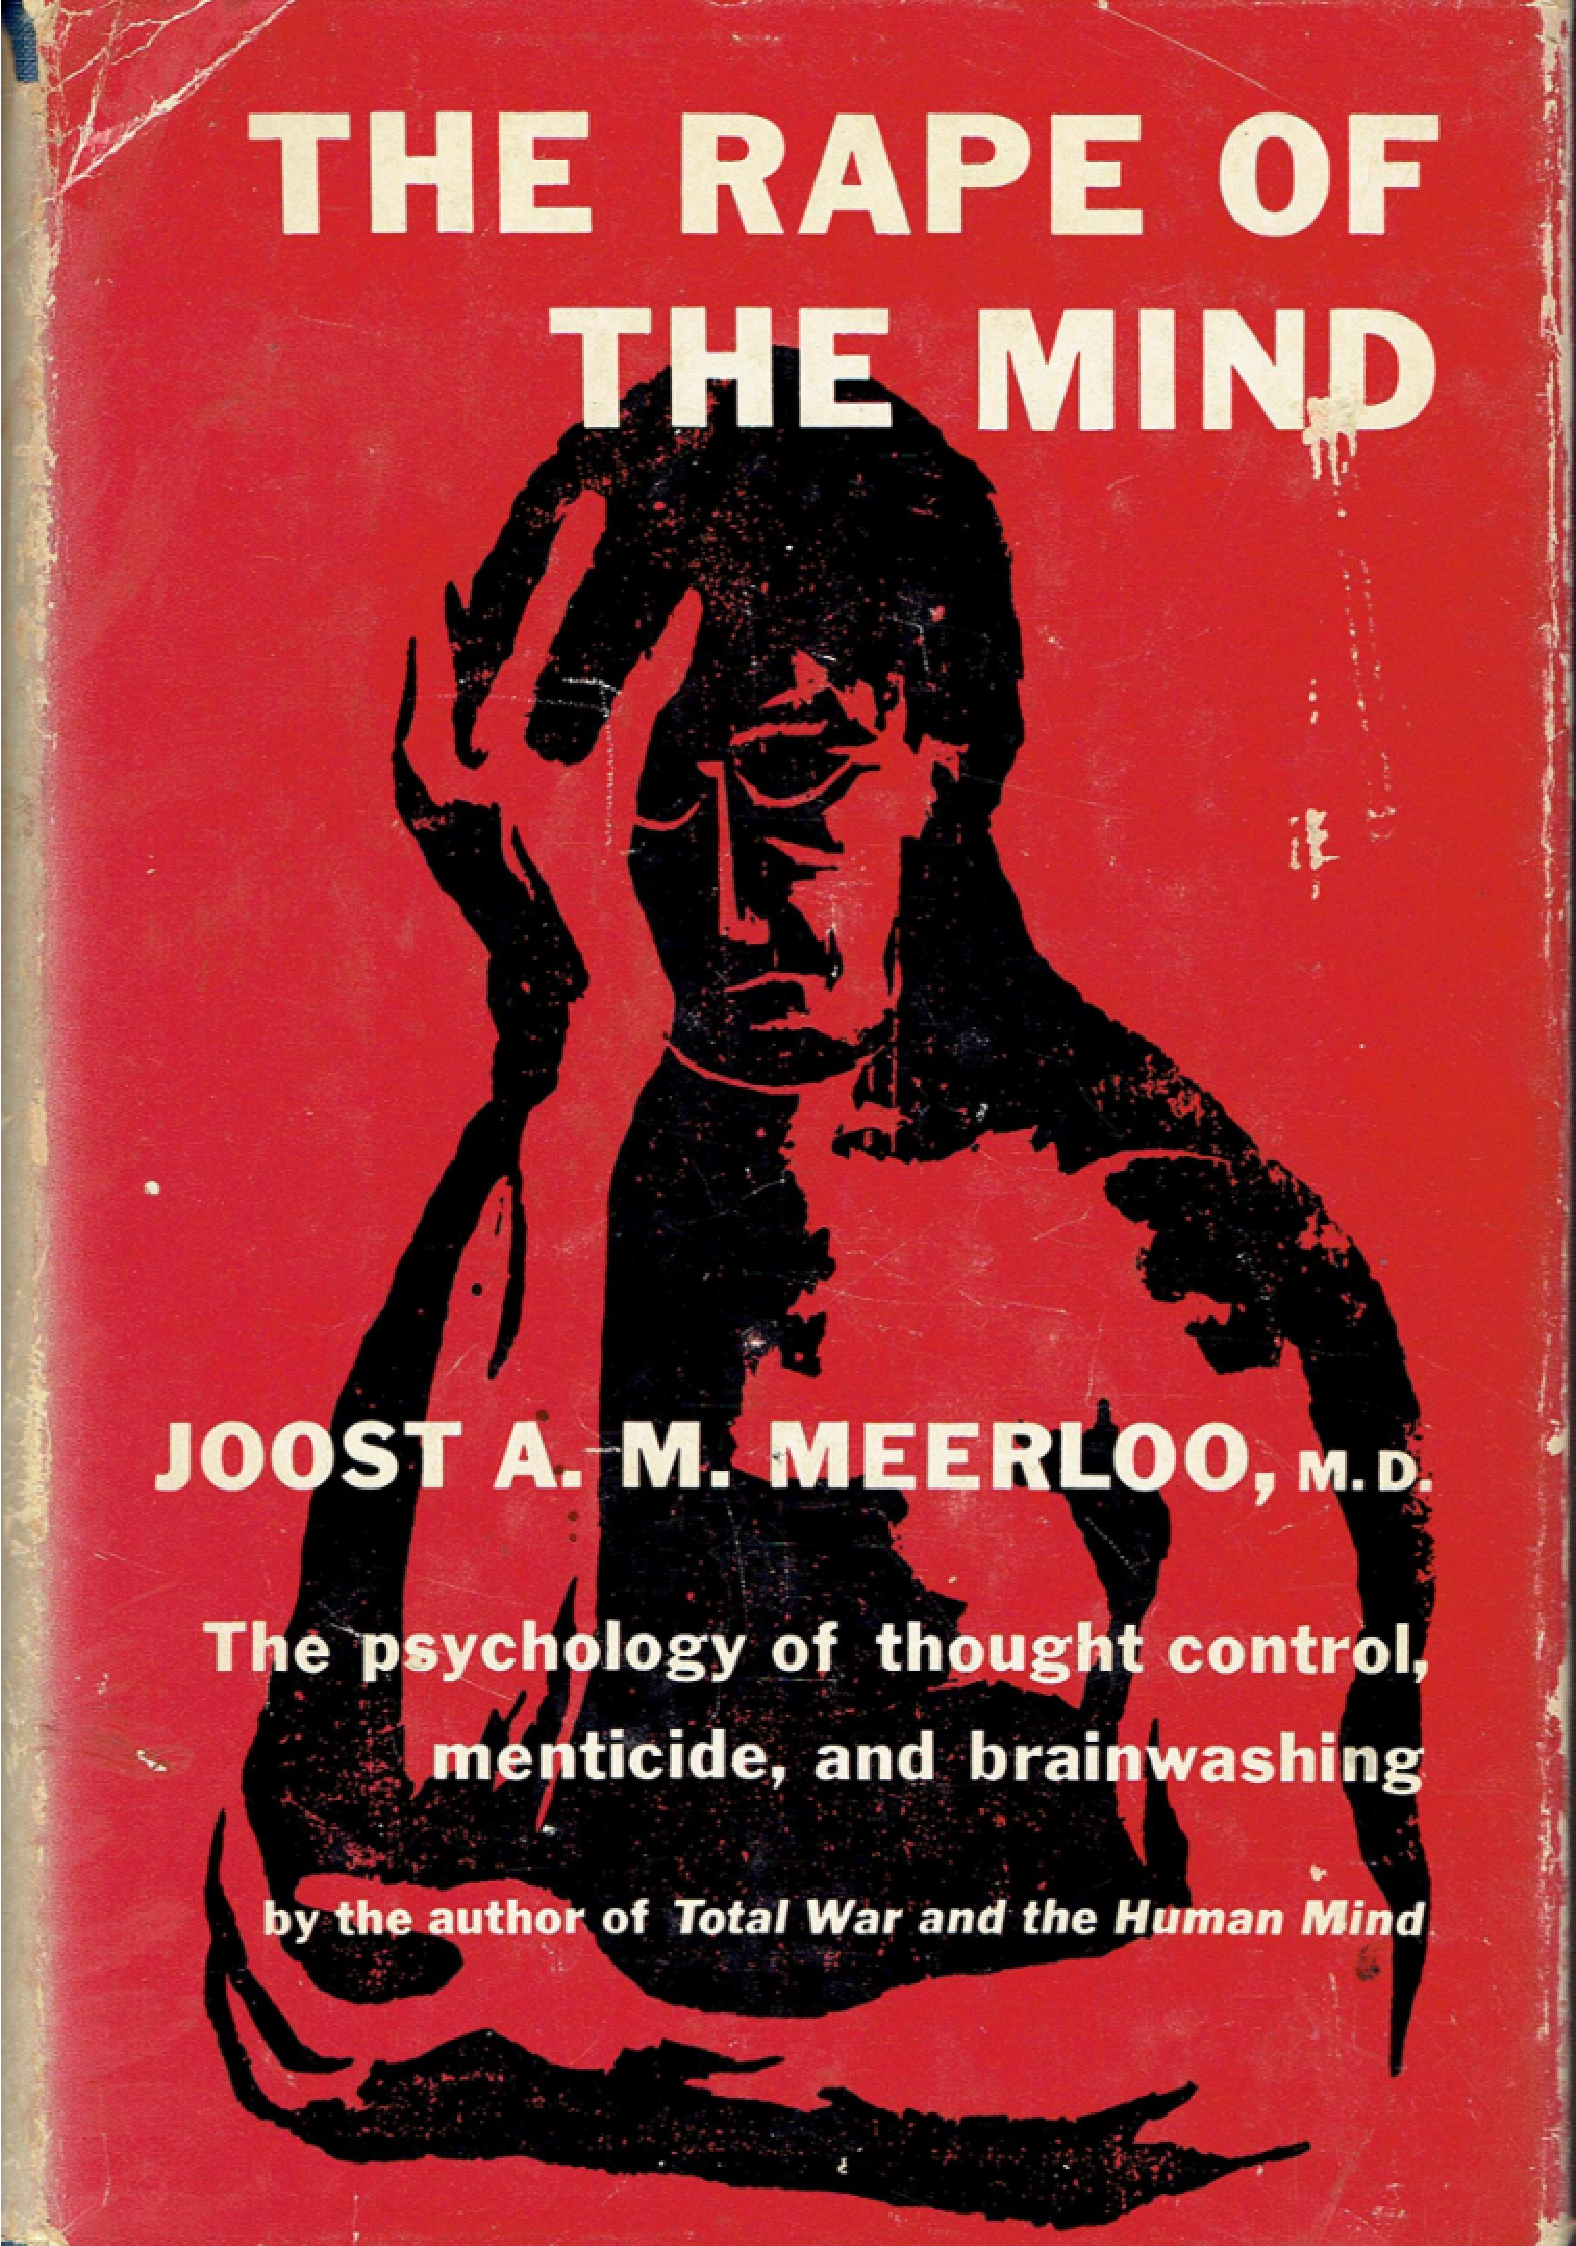 THE RAPE OF
THE MIND
JOOST A. M. MEERLOO, M.D.
The psychology of thought control,
menticide, and brainwashing
by the author of Total War and the Human Mind